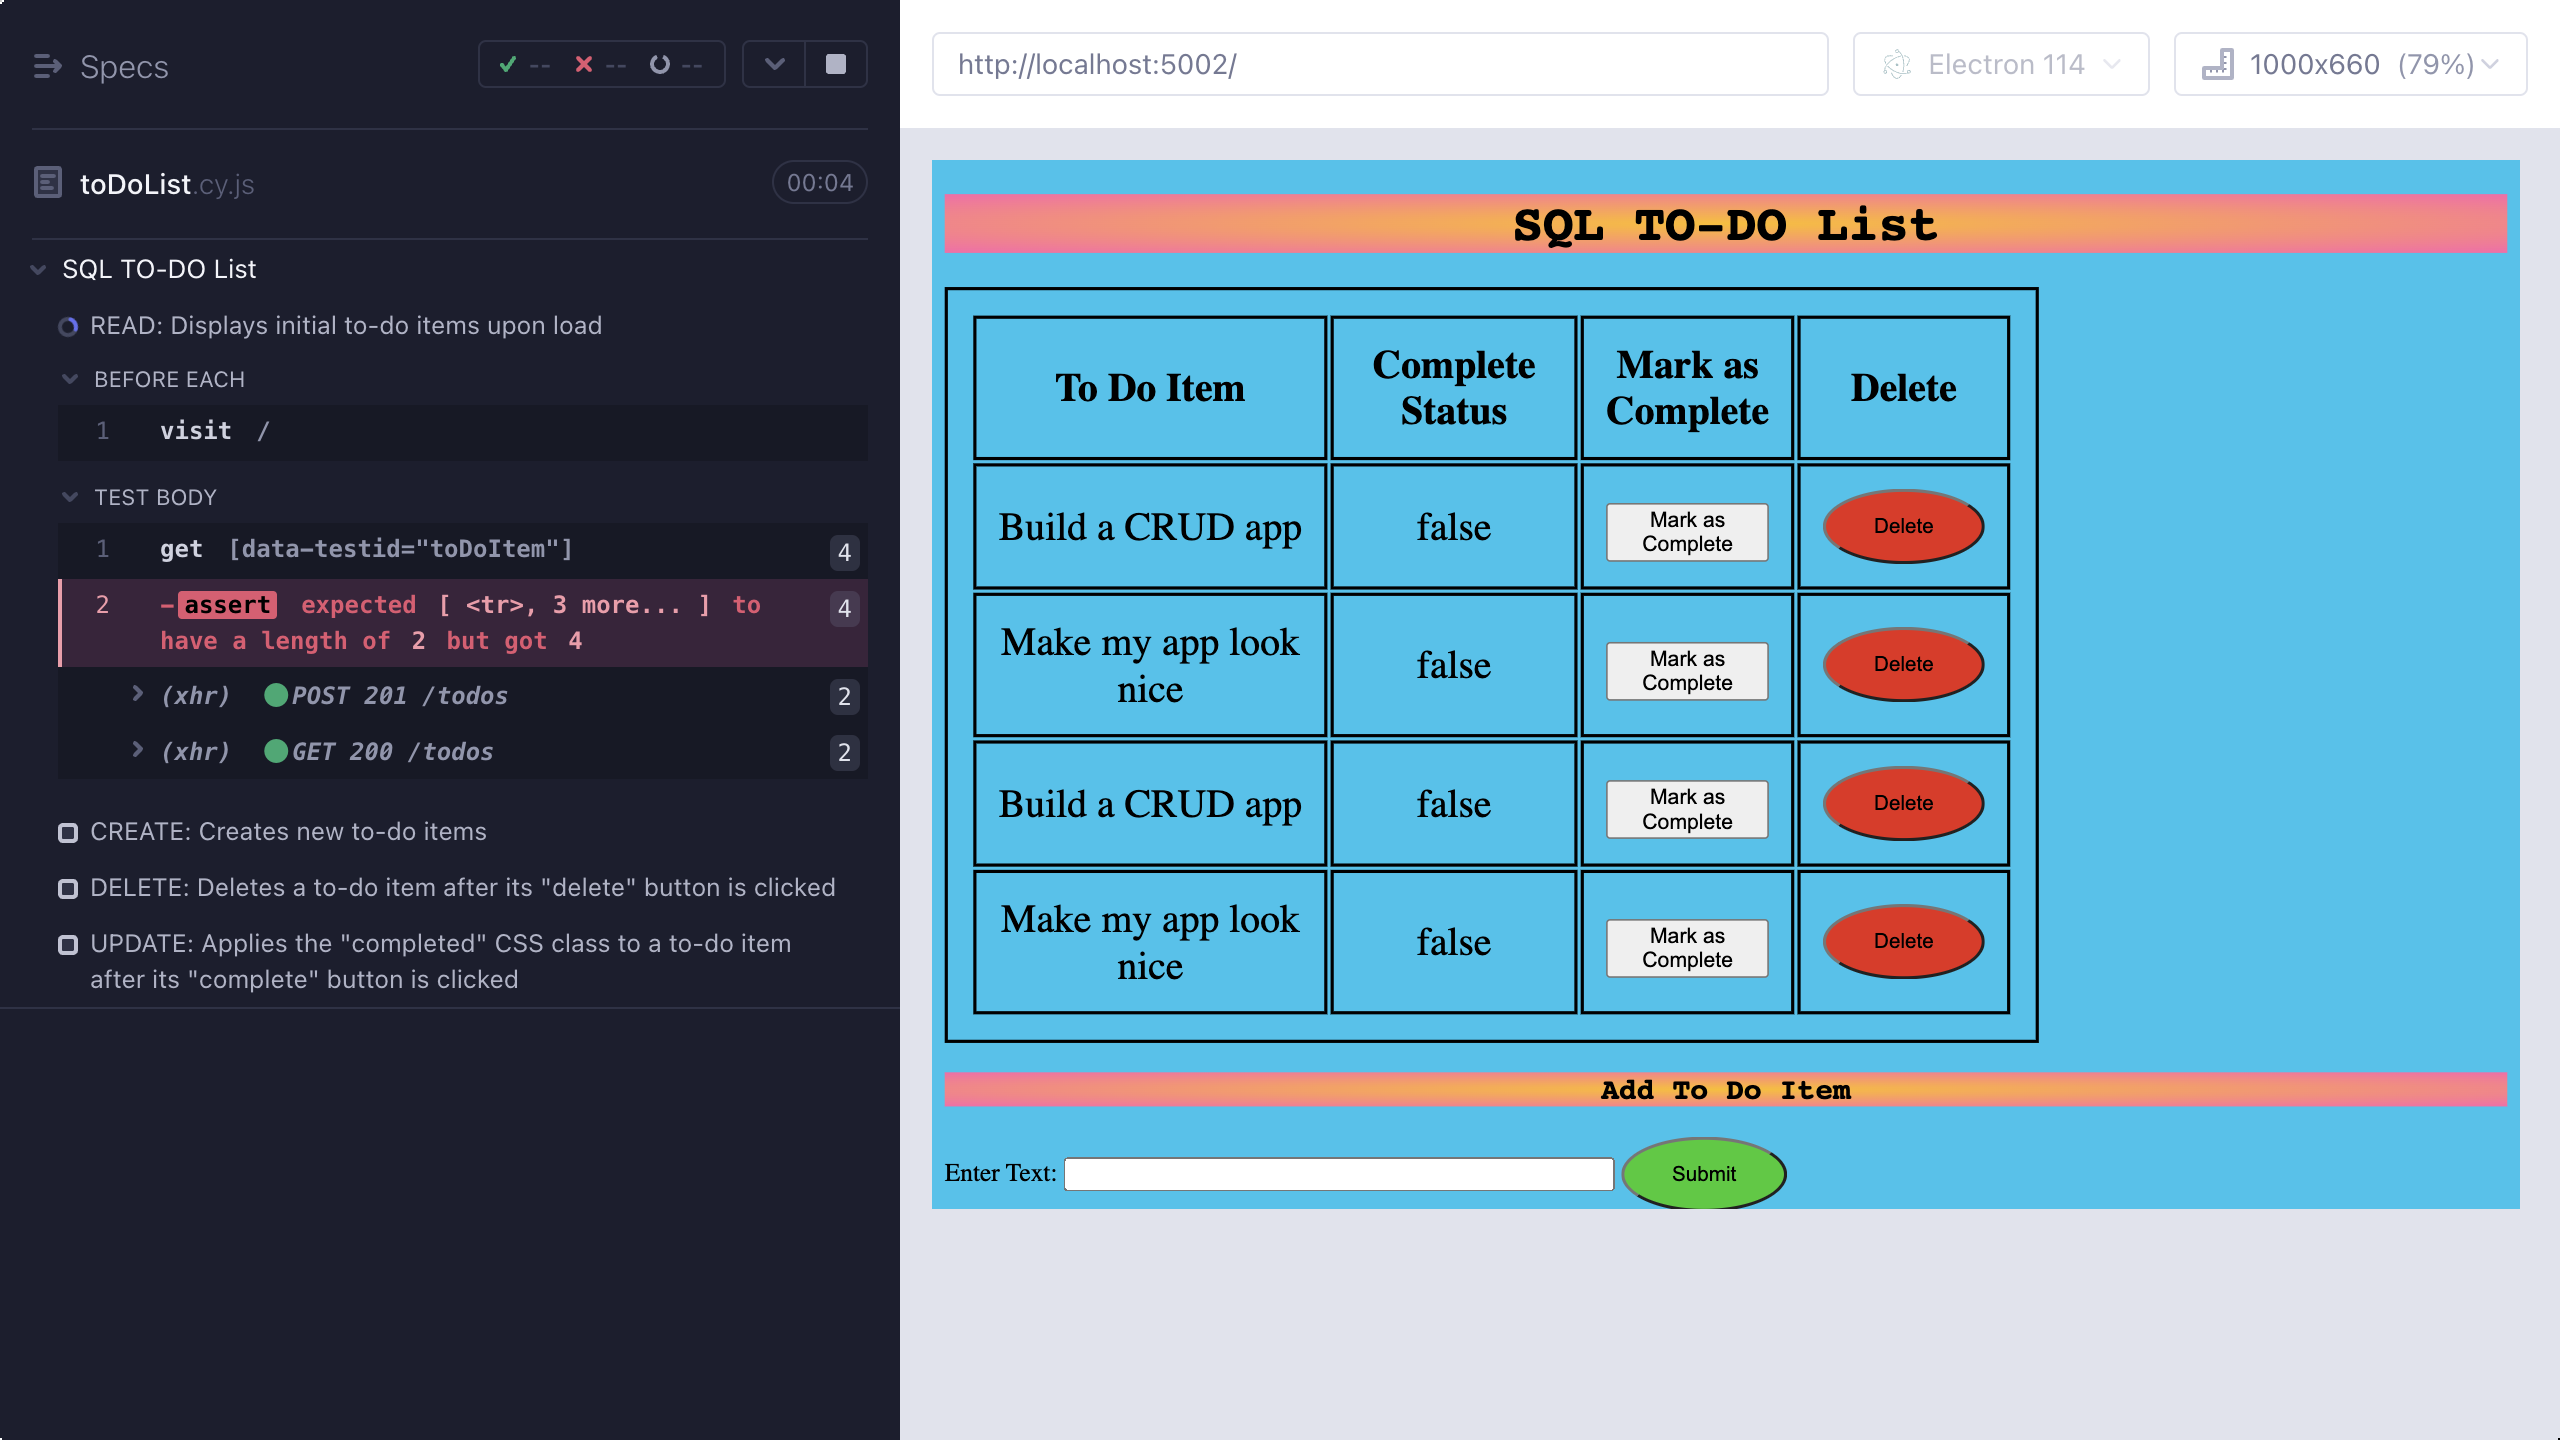 Specs
-- -- --
toDoList.cy.js
00:04
SQL TO-DO List
READ: Displays initial to-do items upon load
BEFORE EACH
1 visit /
TEST BODY
1 get [data-testid="toDoItem"] 4
2 -assert expected [ <tr>, 3 more... ] to 4
have a length of 2 but got 4
(xhr) POST 201 /todos 2
(xhr) GET 200 /todos 2
CREATE: Creates new to-do items
DELETE: Deletes a to-do item after its "delete" button is clicked
UPDATE: Applies the "completed" CSS class to a to-do item
after its "complete" button is clicked
http://localhost:5002/
Electron 114
1000x660 (79%)
SQL TO-DO List
To Do Item
Complete
Status
Mark as
Complete
Delete
Build a CRUD app
false
Mark as
Complete
Delete
Make my app look
nice
false
Mark as
Complete
Delete
Build a CRUD app
false
Mark as
Complete
Delete
Make my app look
nice
false
Mark as
Complete
Delete
Add To Do Item
Enter Text:
Submit